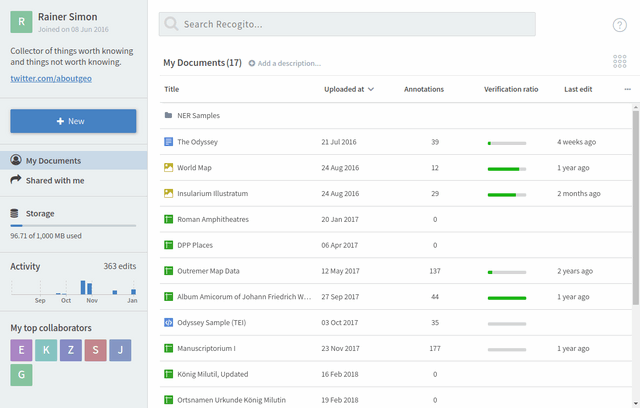 R
Rainer Simon
Joined on 08 Jun 2016
Collector of things worth knowing
and things not worth knowing.
twitter.com/aboutgeo
+ New
My Documents
Shared with me
Storage
96.71 of 1,000 MB used
Activity 363 edits
Sep Oct Nov Jan
My top collaborators
E K Z S J
G
Search Recogito...
?
My Documents (17) Add a description...
Title Uploaded at Annotations Verification ratio Last edit ...
NER Samples
The Odyssey 21 Jul 2016 39 4 weeks ago
World Map 24 Aug 2016 12 1 year ago
Insularium Illustratum 24 Aug 2016 29 2 months ago
Roman Amphitheatres 20 Jan 2017 0
DPP Places 06 Apr 2017 0
Outremer Map Data 12 May 2017 137 2 years ago
Album Amicorum of Johann Friedrich W... 27 Sep 2017 44 1 year ago
Odyssey Sample (TEI) 03 Oct 2017 35
Manuscriptorium I 23 Nov 2017 177 1 year ago
König Milutil, Updated 16 Feb 2018 0
Ortsnamen Urkunde König Milutin 19 Feb 2018 0